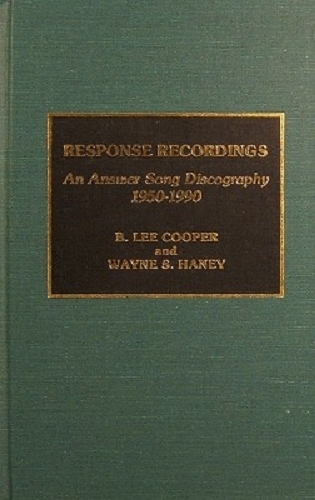 RESPONSE RECORDINGS
An Answer Song Discography
1950-1990
B. LEE COOPER
and
WAYNE S. HANEY